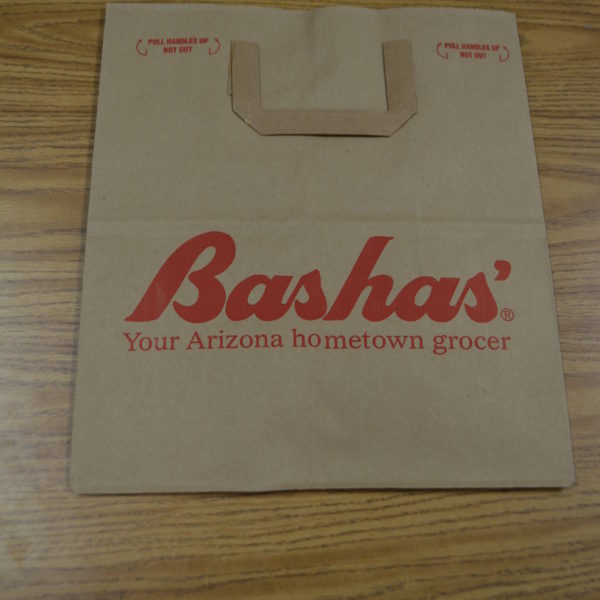 PULL HANDLES UP
NOT OUT
PULL HANDLES UP
NOT OUT
Bashas'®
Your Arizona hometown grocer